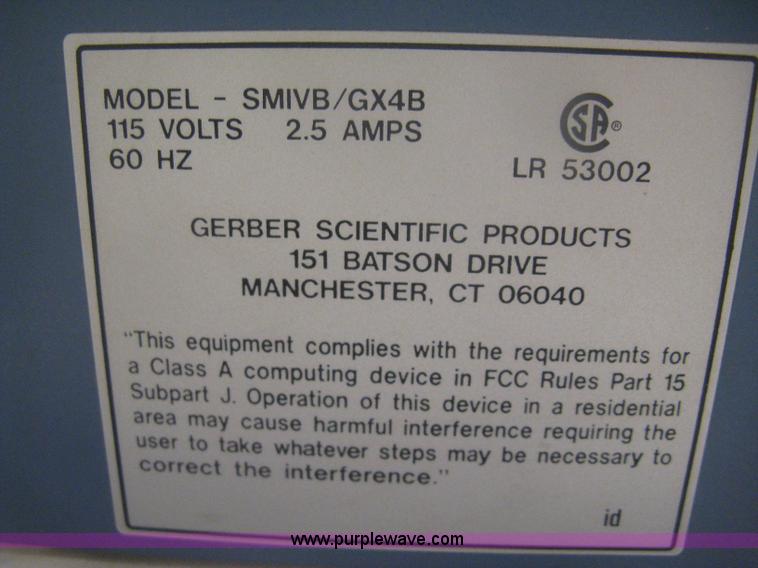 MODEL - SMIVB/GX4B
115 VOLTS 2.5 AMPS
60 HZ
CSA®
LR 53002
GERBER SCIENTIFIC PRODUCTS
151 BATSON DRIVE
MANCHESTER, CT 06040
"This equipment complies with the requirements for
a Class A computing device in FCC Rules Part 15
Subpart J. Operation of this device in a residential
area may cause harmful interference requiring the
user to take whatever steps may be necessary to
correct the interference."
id
www.purplewave.com